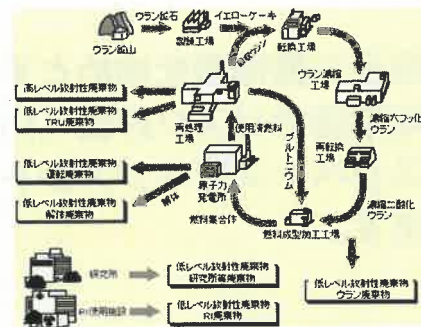 ウラン鉱石
イエローケーキ
ウラン鉱山
製錬工場
転換工場
回収ウラン
ウラン濃縮
工場
高レベル放射性廃棄物
低レベル放射性廃棄物
TRU廃棄物
再処理
工場
使用済燃料
プルトニウム
濃縮六フッ化
ウラン
再転換
工場
低レベル放射性廃棄物
運転廃棄物
原子力
発電所
解体
低レベル放射性廃棄物
解体廃棄物
燃料集合体
燃料成型加工工場
濃縮二酸化
ウラン
研究所
低レベル放射性廃棄物
研究所等廃棄物
低レベル放射性廃棄物
ウラン廃棄物
RI使用施設
低レベル放射性廃棄物
RI廃棄物